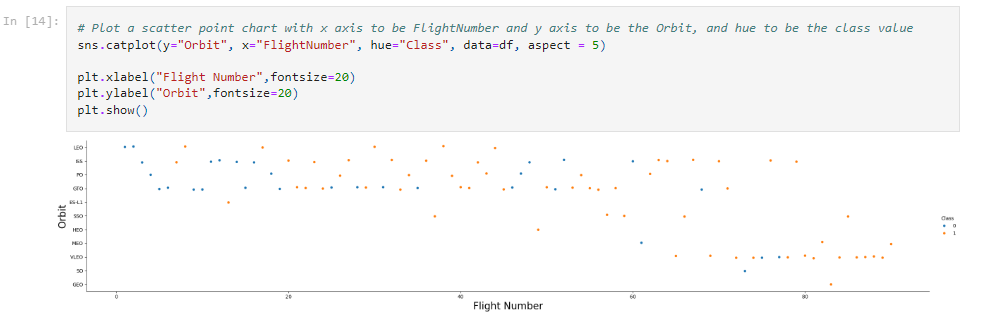 In [14]:
# Plot a scatter point chart with x axis to be FlightNumber and y axis to be the Orbit, and hue to be the class value
sns.catplot(y="Orbit", x="FlightNumber", hue="Class", data=df, aspect = 5)
plt.xlabel("Flight Number",fontsize=20)
plt.ylabel("Orbit",fontsize=20)
plt.show()
LEO
ISS
PO
GTO
ES-L1
SSO
HEO
MEO
VLEO
SO
GEO
Orbit
0
20
40
60
80
Flight Number
Class
0
1